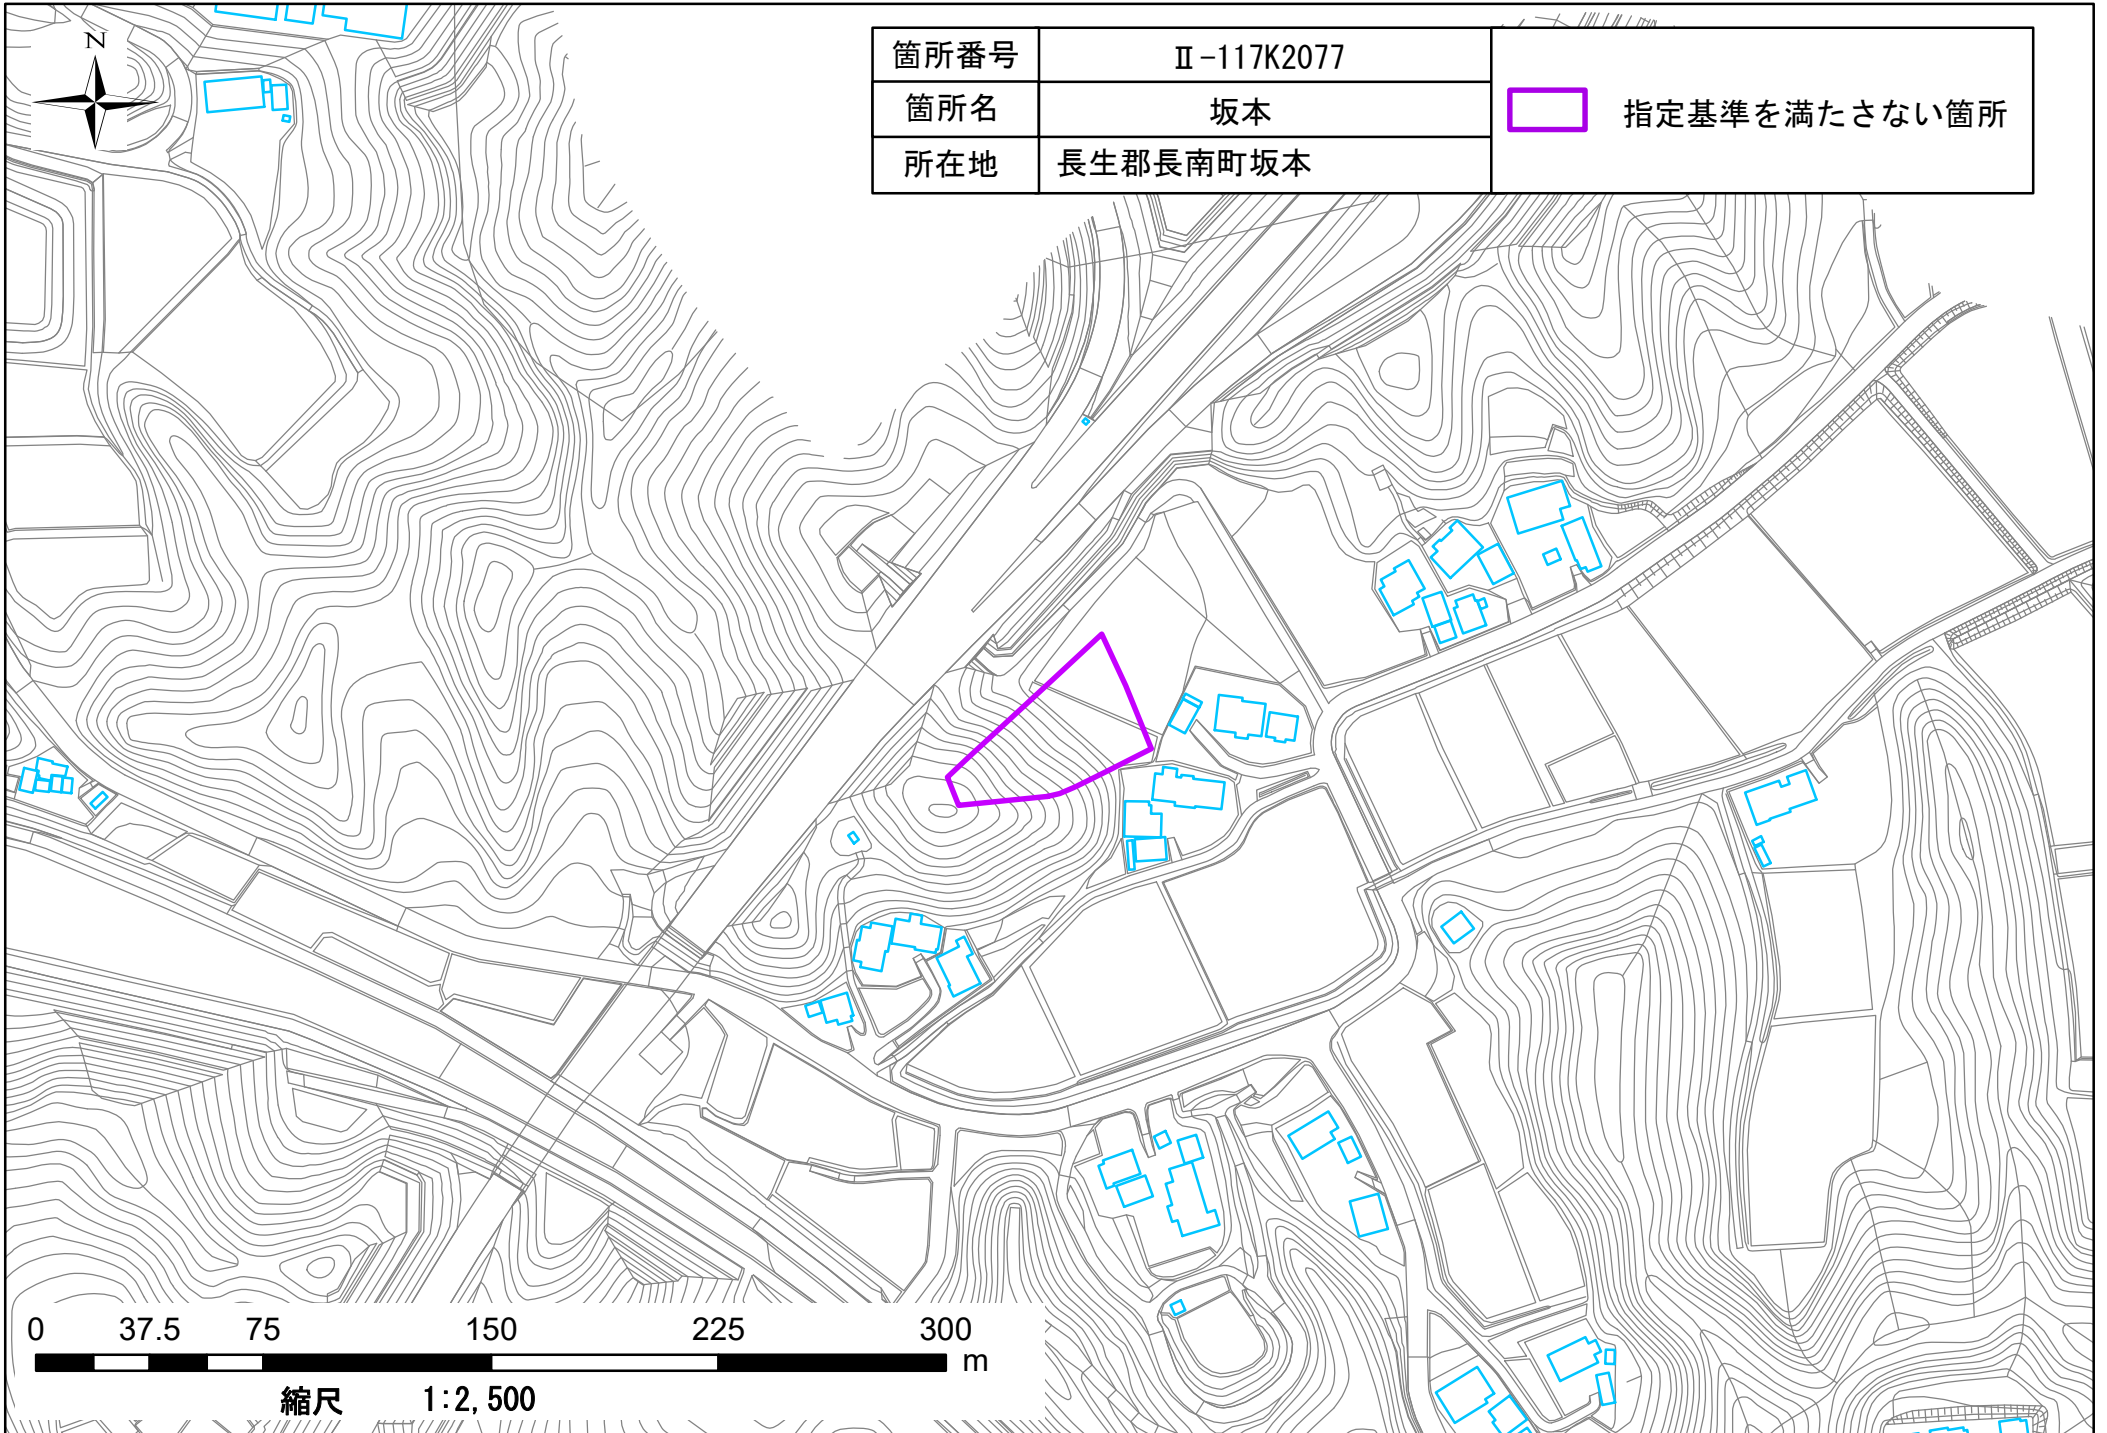 N
箇所番号 Ⅱ-117K2077
箇所名 坂本
所在地 長生郡長南町坂本
指定基準を満たさない箇所
0 37.5 75 150 225 300
m
縮尺 1:2,500